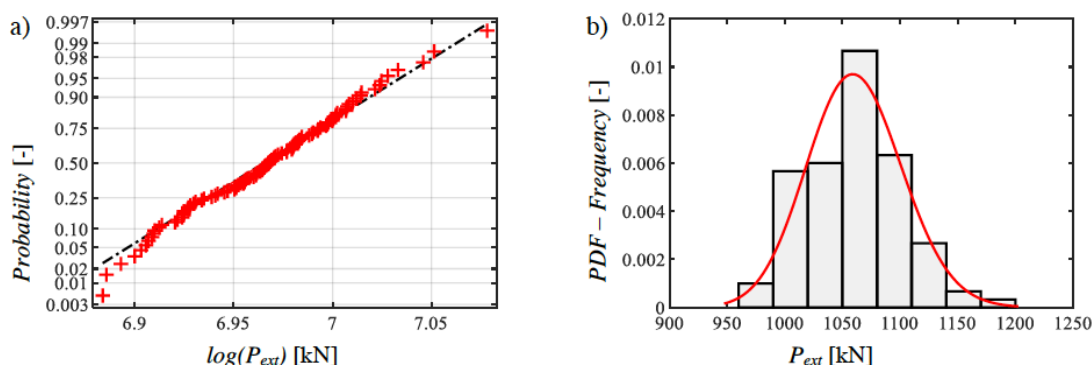 a)
Probability [-]
0.997
0.99
0.98
0.95
0.90
0.75
0.50
0.25
0.10
0.05
0.02
0.01
0.003
6.9 6.95 7 7.05
log(P_ext) [kN]
b)
PDF – Frequency [-]
0.012
0.01
0.008
0.006
0.004
0.002
0
900 950 1000 1050 1100 1150 1200 1250
P_ext [kN]